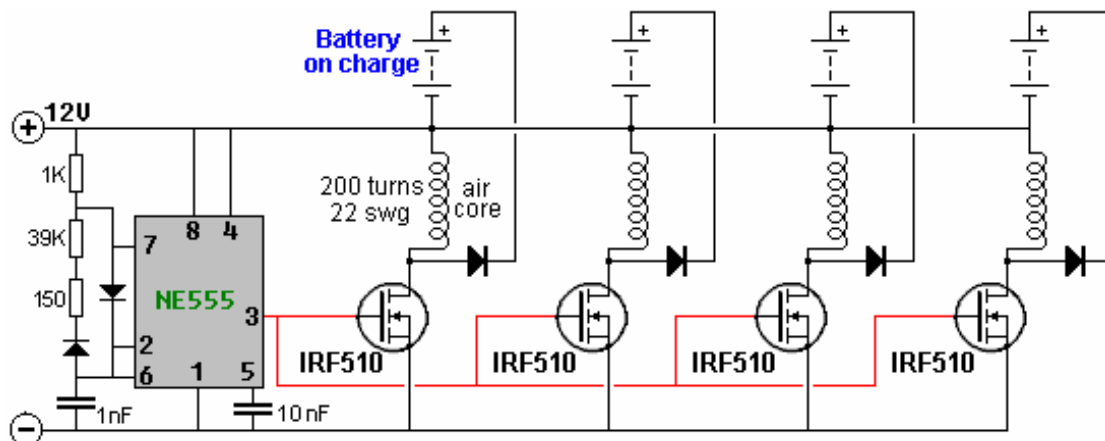 + + + +
Battery
on charge
+ 12V
1K
200 turns air
22 swg core
8 4
39K
7
NE555
150
3
2
6 1 5
IRF510 IRF510 IRF510 IRF510
1nF 10nF
−